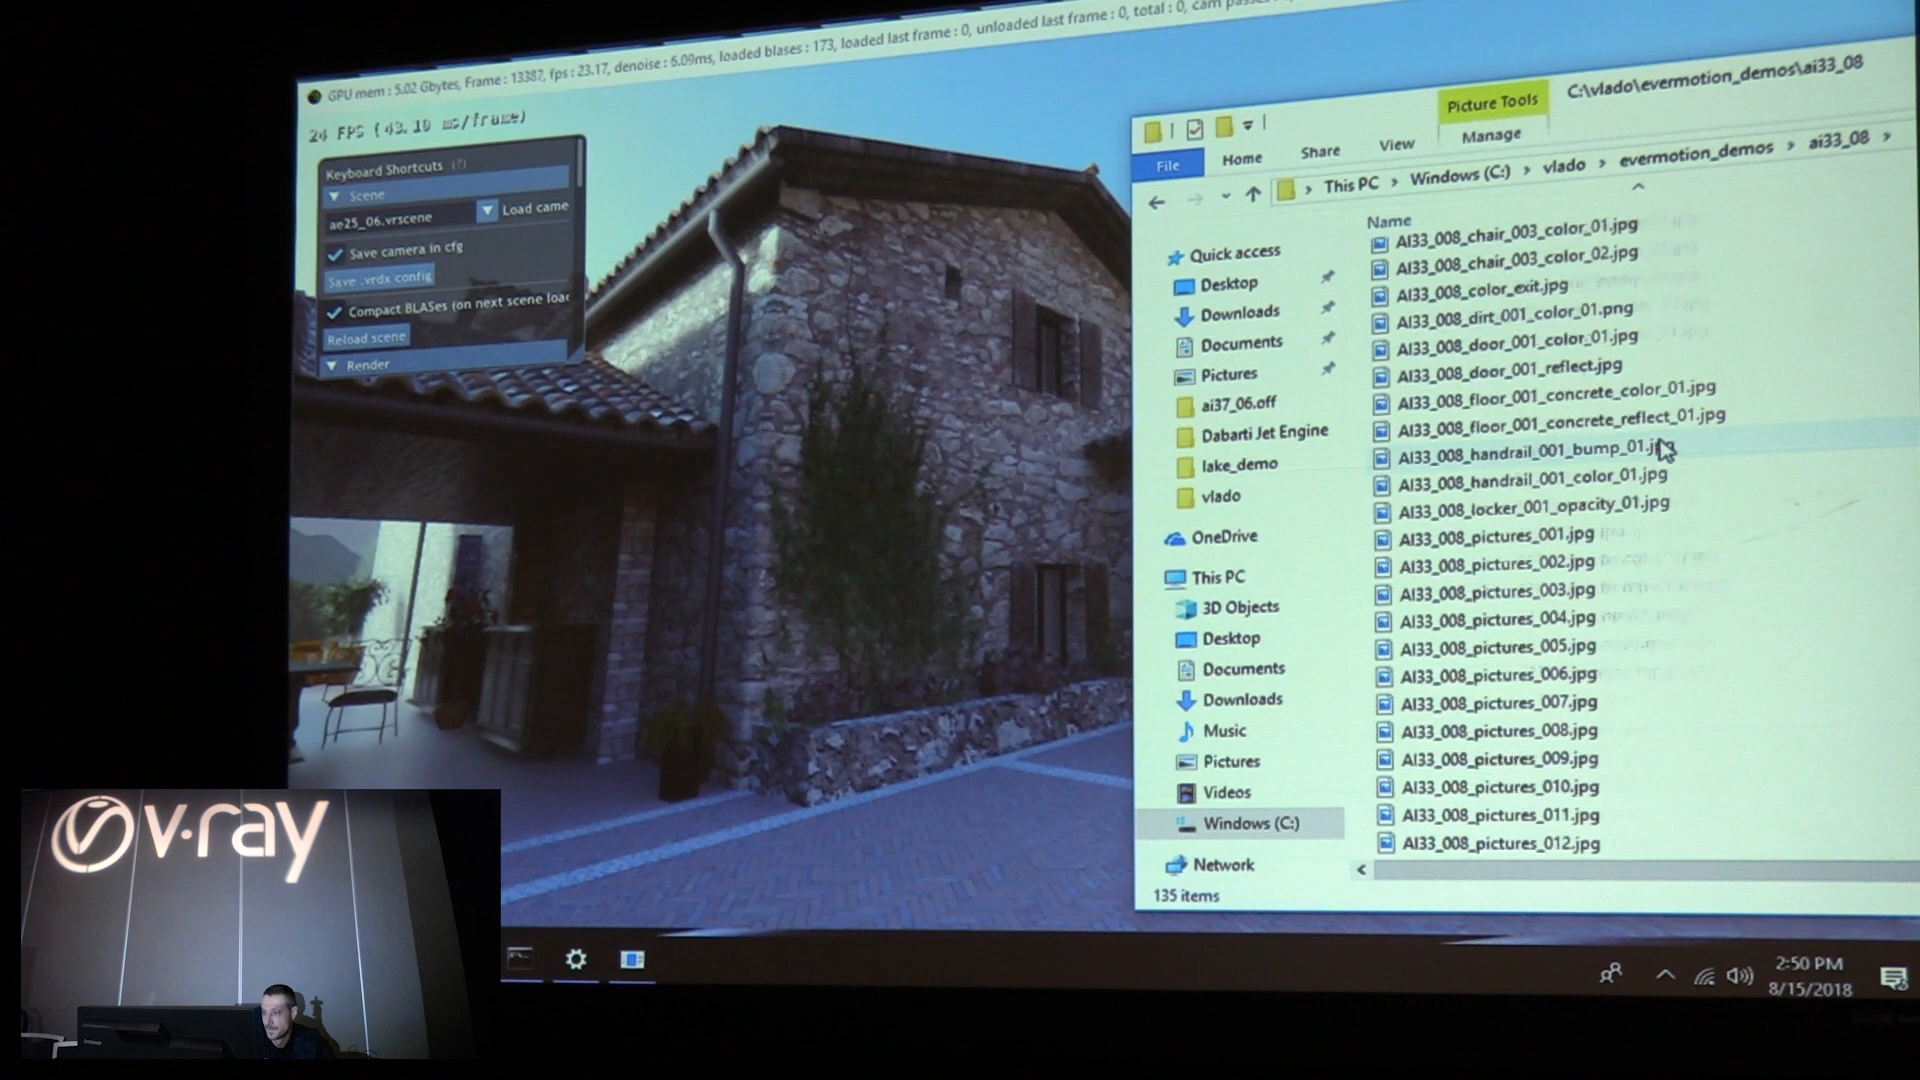 GPU mem : 5.02 Gbytes, Frame : 13387, fps : 23.17, denoise : 6.09ms, loaded blases : 173, loaded last frame : 0, unloaded last frame : 0, total : 0, cam
24 FPS (43.10 ms/frame)
Keyboard Shortcuts (?)
Scene
ae25_06.vrscene
Load came
Save camera in cfg
Save .vrdx config
Compact BLASes (on next scene load
Reload scene
Render
Picture Tools
C:\vlado\evermotion_demos\ai33_08
File
Home
Share
View
Manage
This PC > Windows (C:) > vlado > evermotion_demos > ai33_08 >
Quick access
Desktop
Downloads
Documents
Pictures
ai37_06.off
Dabarti Jet Engine
lake_demo
vlado
OneDrive
This PC
3D Objects
Desktop
Documents
Downloads
Music
Pictures
Videos
Windows (C:)
Network
135 items
Name
AI33_008_chair_003_color_01.jpg
AI33_008_chair_003_color_02.jpg
AI33_008_color_exit.jpg
AI33_008_dirt_001_color_01.png
AI33_008_door_001_color_01.jpg
AI33_008_door_001_reflect.jpg
AI33_008_floor_001_concrete_color_01.jpg
AI33_008_floor_001_concrete_reflect_01.jpg
AI33_008_handrail_001_bump_01.jpg
AI33_008_handrail_001_color_01.jpg
AI33_008_locker_001_opacity_01.jpg
AI33_008_pictures_001.jpg
AI33_008_pictures_002.jpg
AI33_008_pictures_003.jpg
AI33_008_pictures_004.jpg
AI33_008_pictures_005.jpg
AI33_008_pictures_006.jpg
AI33_008_pictures_007.jpg
AI33_008_pictures_008.jpg
AI33_008_pictures_009.jpg
AI33_008_pictures_010.jpg
AI33_008_pictures_011.jpg
AI33_008_pictures_012.jpg
v·ray
lenovo
2:50 PM
8/15/2018